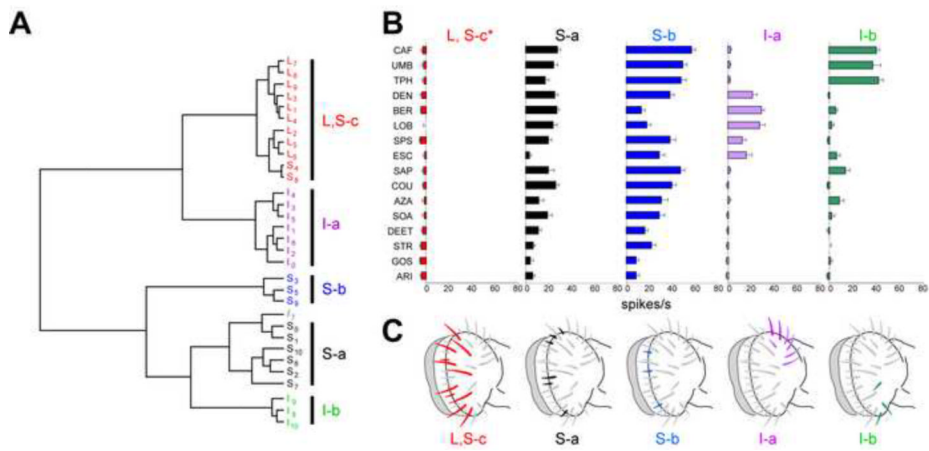 A
L7
L8
L9
L3
L1
L4
L2
L5
L6
S4
S8
L,S-c
I4
I3
I5
I1
I6
I2
I-a
S3
S5
S9
S-b
I7
S1
S10
S2
S7
S-a
I9
I8
I10
I-b
B
L, S-c* S-a S-b I-a I-b
CAF
UMB
TPH
DEN
BER
LOB
SPS
ESC
SAP
COU
AZA
SOA
DEET
STR
GOS
ARI
0 20 40 60 80 0 20 40 60 80 0 20 40 60 80 0 20 40 60 80 0 20 40 60 80
spikes/s
C
L,S-c S-a S-b I-a I-b